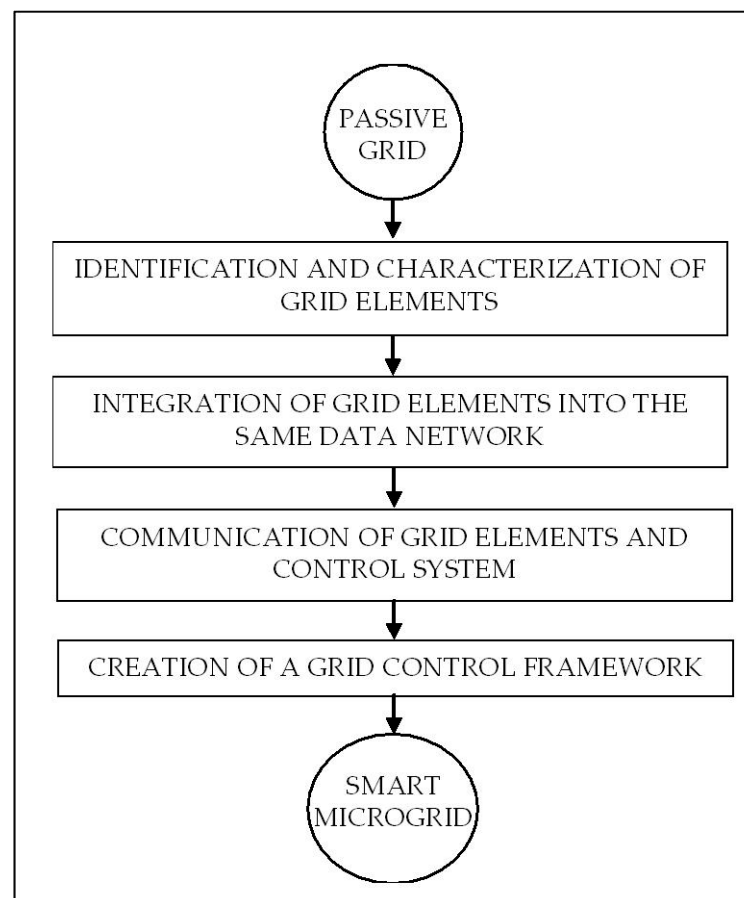 PASSIVE
GRID
IDENTIFICATION AND CHARACTERIZATION OF
GRID ELEMENTS
INTEGRATION OF GRID ELEMENTS INTO THE
SAME DATA NETWORK
COMMUNICATION OF GRID ELEMENTS AND
CONTROL SYSTEM
CREATION OF A GRID CONTROL FRAMEWORK
SMART
MICROGRID